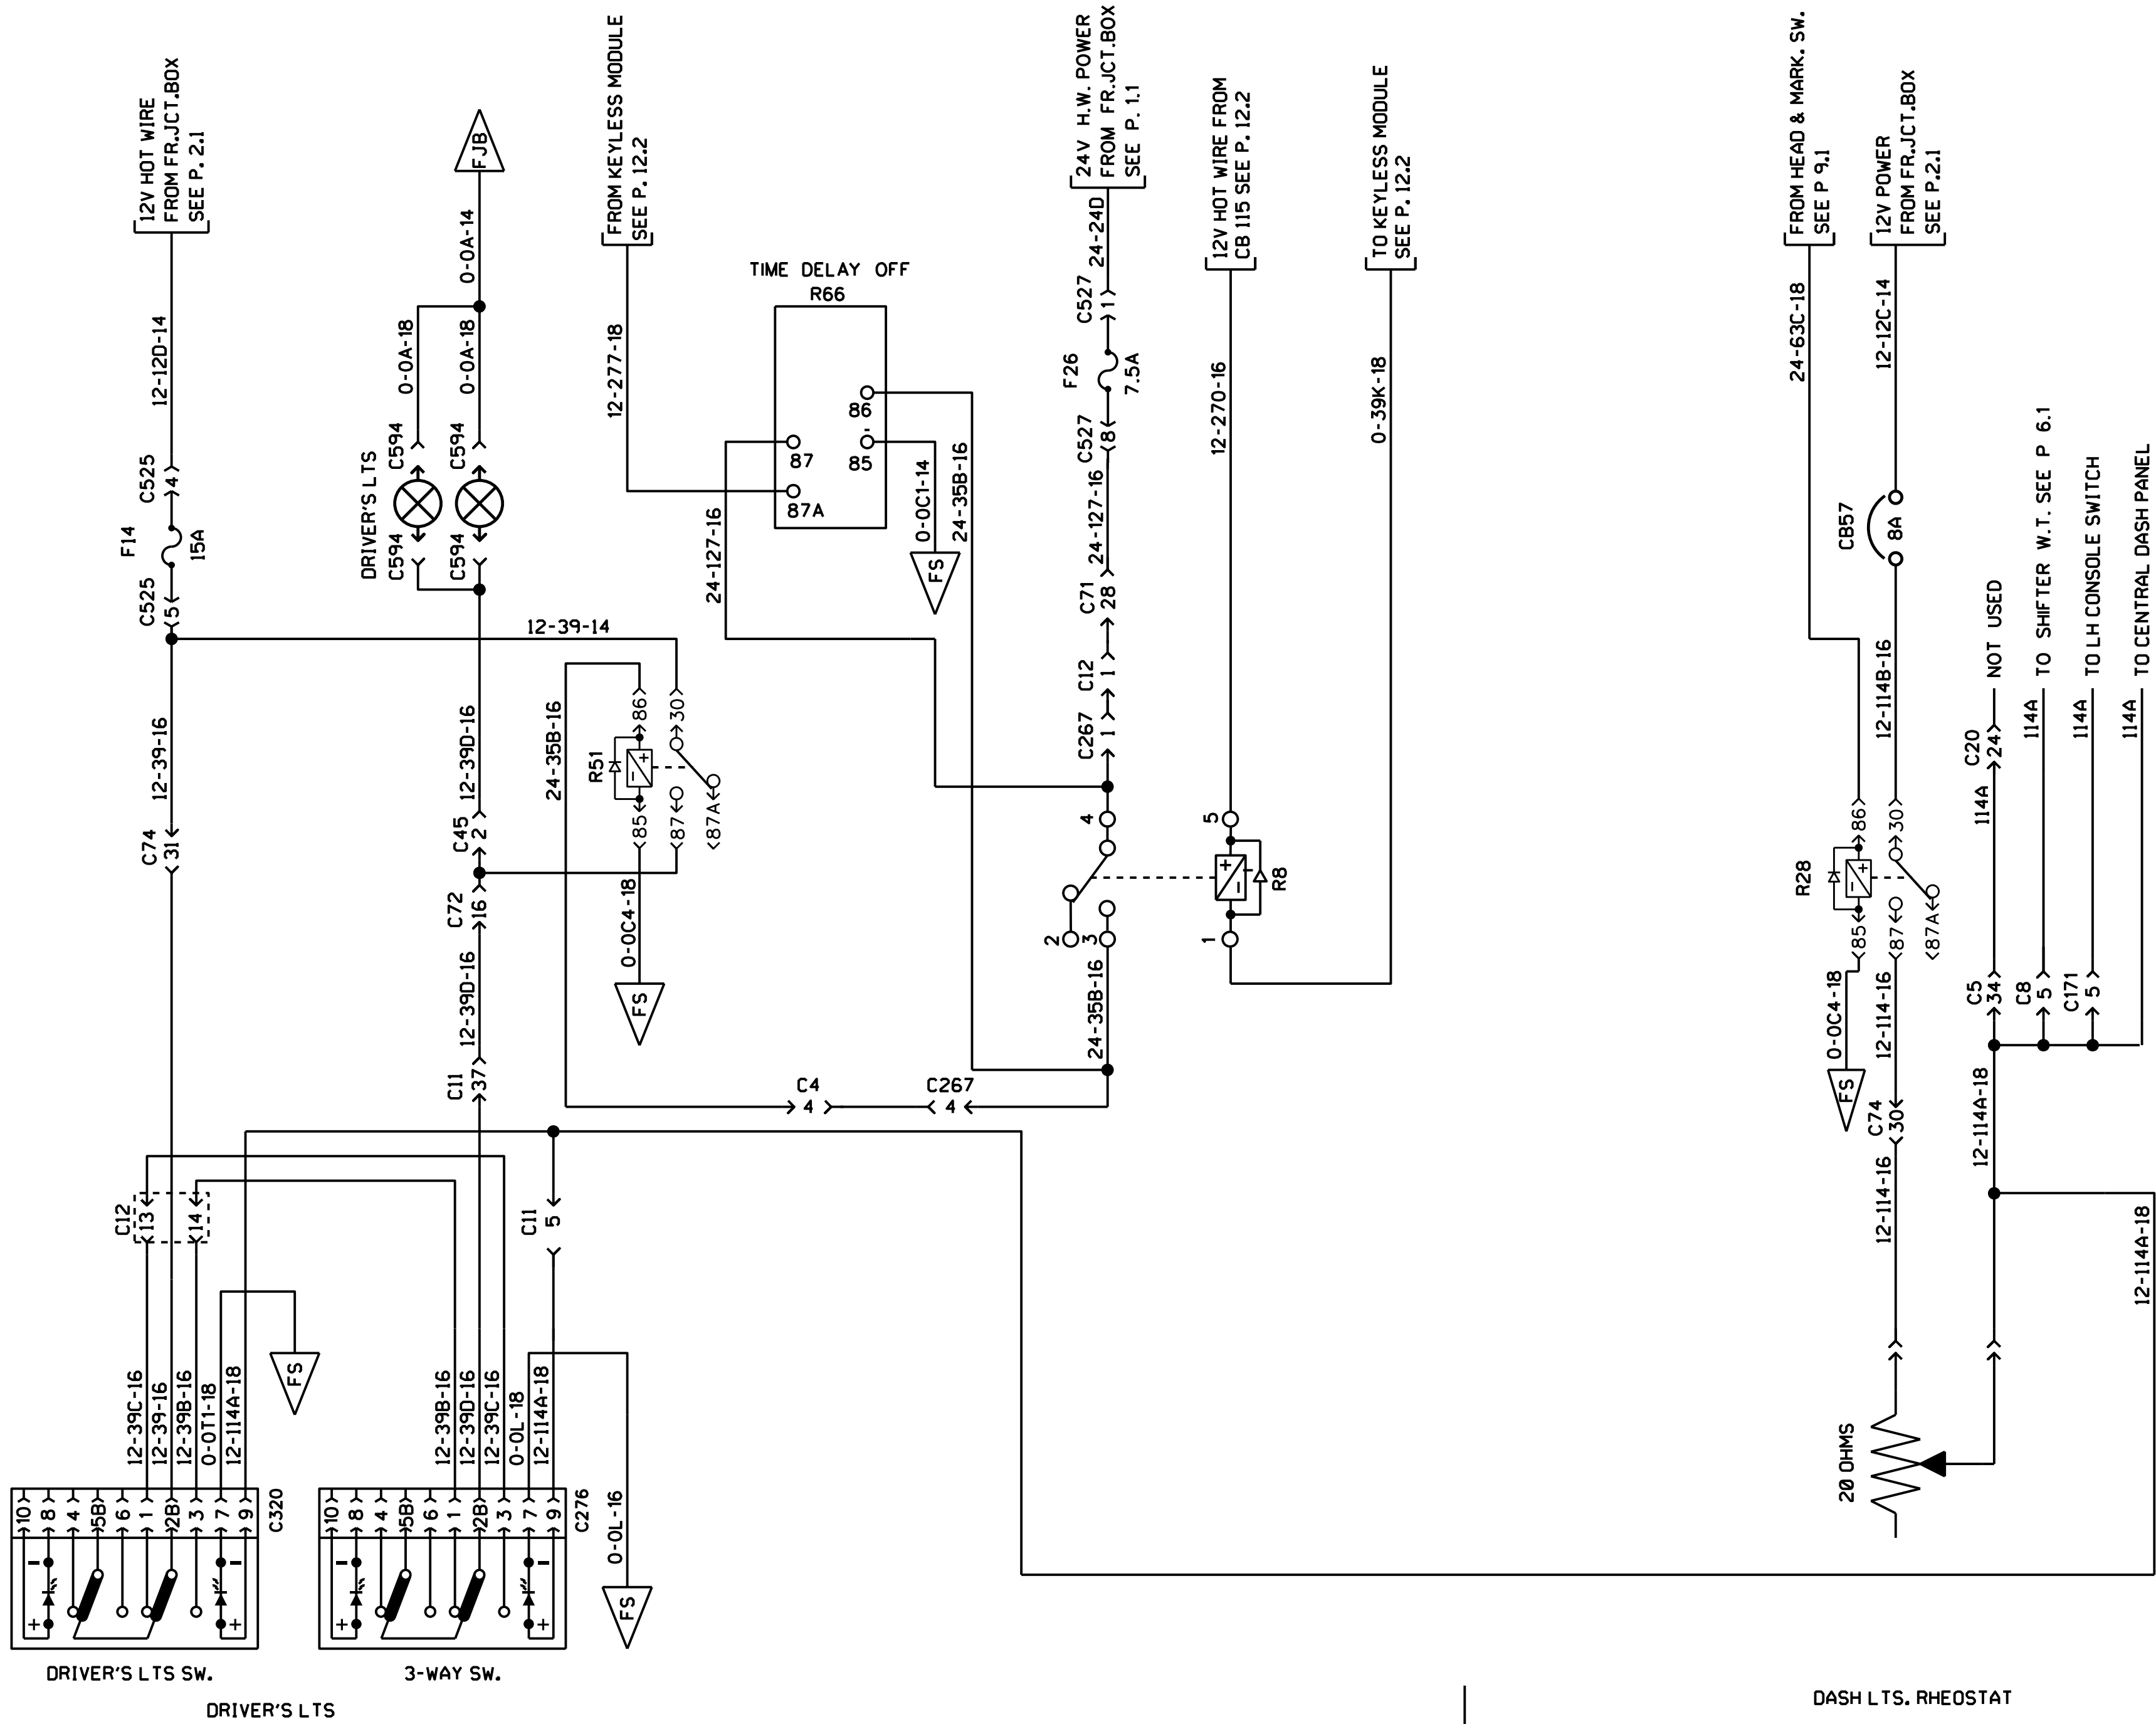 12V HOT WIRE
FROM FR.JCT.BOX
SEE P. 2.1
12-12D-14
C525
4
F14
15A
C525
5
12-39-14
12-39-16
C74
31
FJB
0-0A-14
0-0A-18
0-0A-18
DRIVER'S LTS
C594
C594
C594
C594
12-39D-16
C45
2
C72
16
12-39D-16
C11
37
FROM KEYLESS MODULE
SEE P. 12.2
12-277-18
TIME DELAY OFF
R66
86
-
85
87
87A
24-127-16
0-0C1-14
FS
24-35B-16
24-35B-16
R51
86
30
+
-
85
87
87A
0-0C4-18
FS
24V H.W. POWER
FROM FR.JCT.BOX
SEE P. 1.1
24-24D
C527
1
F26
7.5A
C527
8
24-127-16
C71
28
C12
1
C267
1
4
2
3
24-35B-16
C4
4
C267
4
12V HOT WIRE FROM
CB 115 SEE P. 12.2
12-270-16
5
+
-
R8
1
TO KEYLESS MODULE
SEE P. 12.2
0-39K-18
FROM HEAD & MARK. SW.
SEE P 9.1
24-63C-18
12V POWER
FROM FR.JCT.BOX
SEE P.2.1
12-12C-14
CB57
8A
12-114B-16
R28
86
30
+
-
85
87
87A
0-0C4-18
FS
12-114-16
C74
30
12-114-16
NOT USED
C20
24
114A
C5
34
TO SHIFTER W.T. SEE P 6.1
114A
C8
5
TO LH CONSOLE SWITCH
114A
C171
5
TO CENTRAL DASH PANEL
114A
12-114A-18
12-114A-18
20 OHMS
C12
13
14
C11
5
12-39C-16
12-39-16
12-39B-16
0-0T1-18
12-114A-18
FS
12-39B-16
12-39D-16
12-39C-16
0-0L-18
12-114A-18
0-0L-16
FS
10
8
4
5B
6
1
2B
3
7
9
C320
-
+
-
+
10
8
4
5B
6
1
2B
3
7
9
C276
-
+
-
+
DRIVER'S LTS SW.
3-WAY SW.
DRIVER'S LTS
DASH LTS. RHEOSTAT